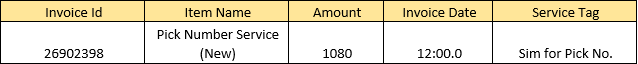 Invoice Id Item Name Amount Invoice Date Service Tag
Pick Number Service
26902398 (New) 1080 12:00.0 Sim for Pick No.